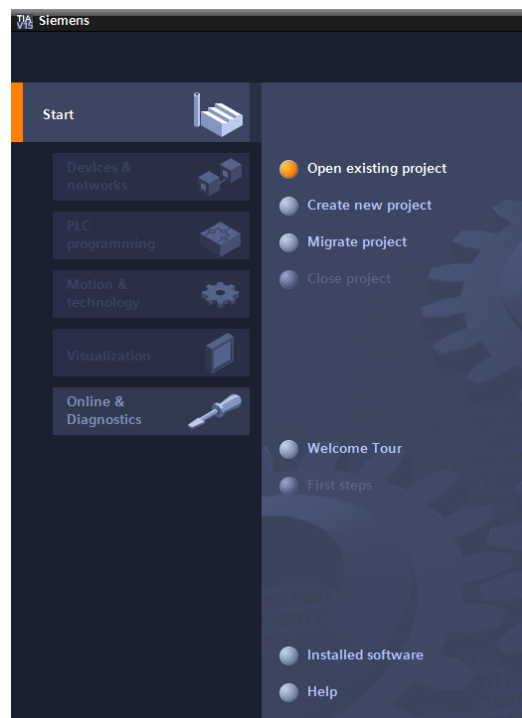 TIA
V15
Siemens
Start
Devices &
networks
PLC
programming
Motion &
technology
Visualization
Online &
Diagnostics
Open existing project
Create new project
Migrate project
Close project
Welcome Tour
First steps
Installed software
Help